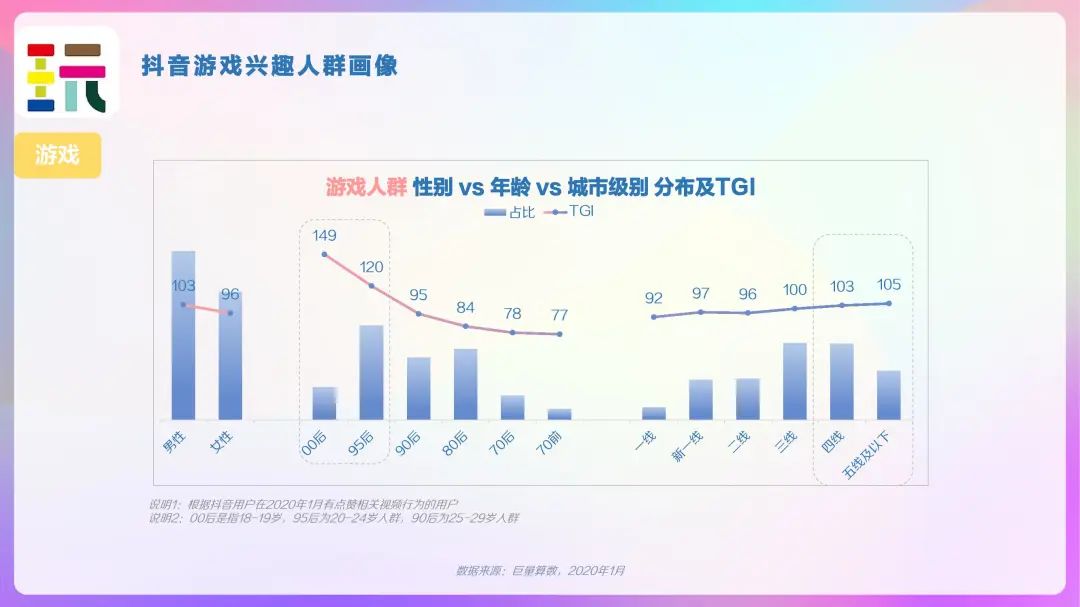 抖音游戏兴趣人群画像
游戏
游戏人群 性别 vs 年龄 vs 城市级别 分布及TGI
占比 TGI
149
120
103 96 95 84 78 77
92 97 96 100 103 105
男性 女性 00后 95后 90后 80后 70后 70前 一线 新一线 二线 三线 四线 五线及以下
说明1：根据抖音用户在2020年1月有点赞相关视频行为的用户
说明2：00后是指18-19岁，95后为20-24岁人群，90后为25-29岁人群
数据来源：巨量算数，2020年1月